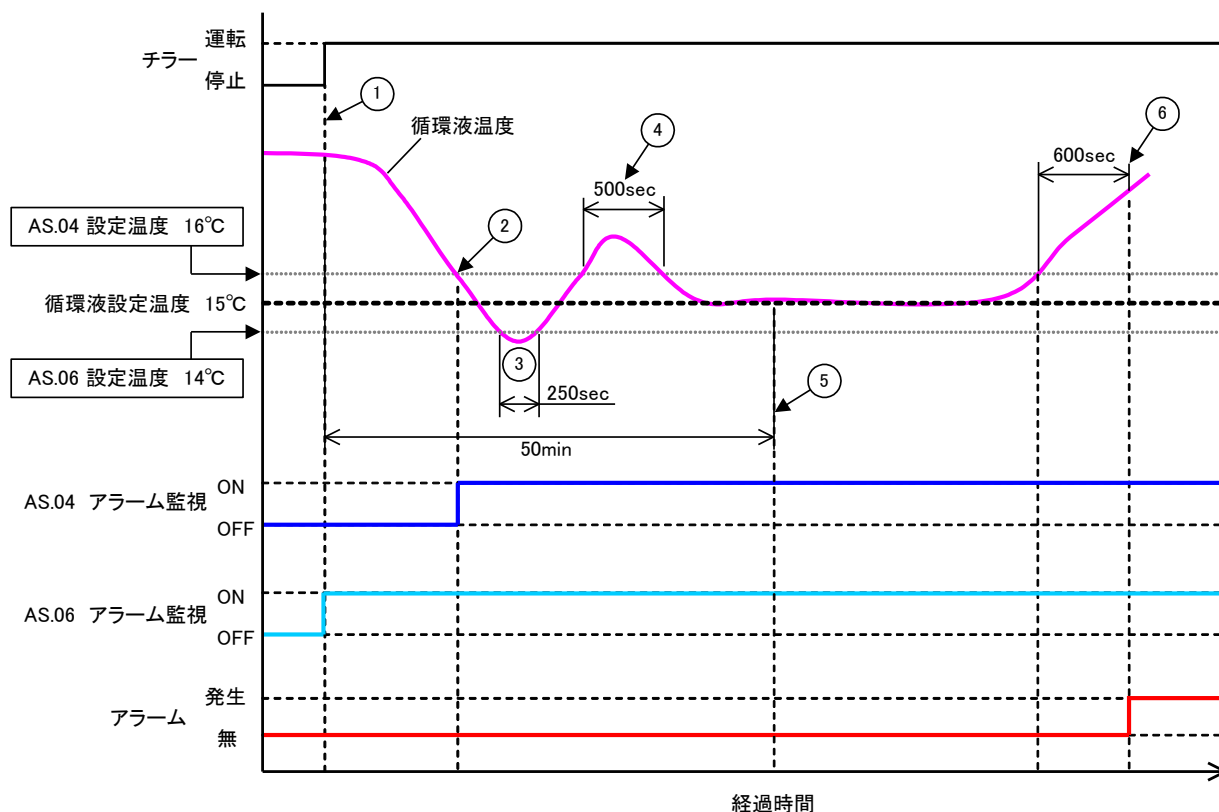 運転
チラー
停止
①
循環液温度
④
⑥
600sec
500sec
AS.04 設定温度 16℃
②
循環液設定温度 15℃
③
AS.06 設定温度 14℃
250sec
⑤
50min
AS.04 アラーム監視
ON
OFF
AS.06 アラーム監視
ON
OFF
発生
アラーム
無
経過時間